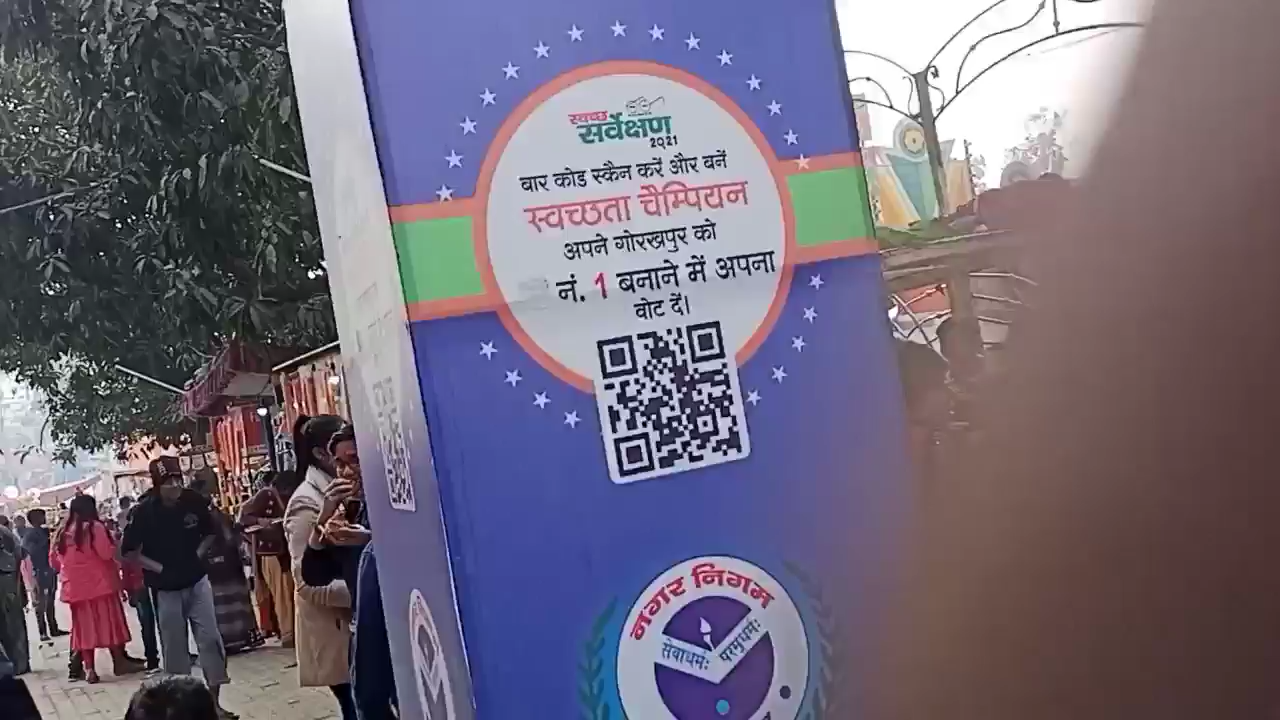 स्वच्छ
सर्वेक्षण
2021
बार कोड स्कैन करें और बनें
स्वच्छता चैम्पियन
अपने गोरखपुर को
नं. 1 बनाने में अपना
वोट दें।
नगर निगम
सेवाधर्मः परमधर्मः